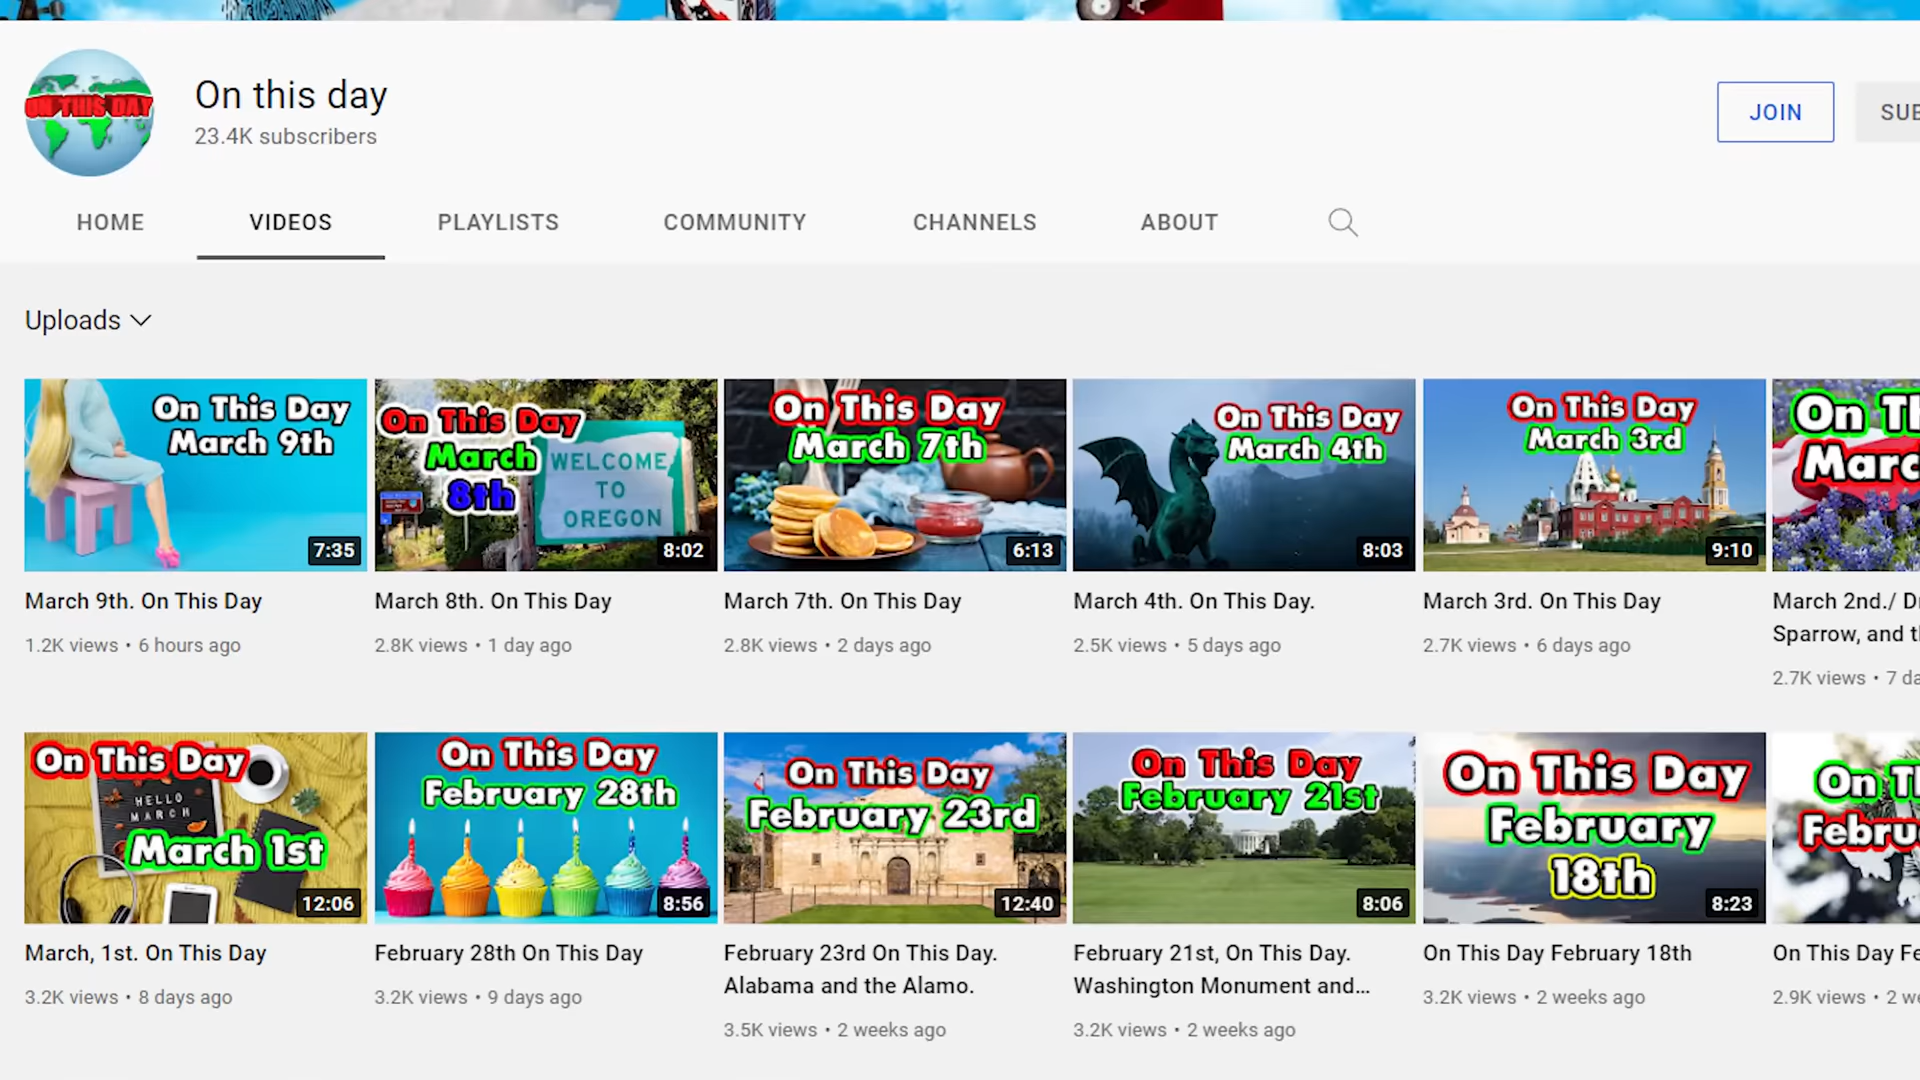 ON THIS DAY
On this day
23.4K subscribers
JOIN
HOME
VIDEOS
PLAYLISTS
COMMUNITY
CHANNELS
ABOUT
Uploads
On This Day
March 9th
7:35
On This Day
March
8th
WELCOME
TO
OREGON
8:02
On This Day
March 7th
6:13
On This Day
March 4th
8:03
On This Day
March 3rd
9:10
On
March 9th. On This Day
1.2K views • 6 hours ago
March 8th. On This Day
2.8K views • 1 day ago
March 7th. On This Day
2.8K views • 2 days ago
March 4th. On This Day.
2.5K views • 5 days ago
March 3rd. On This Day
2.7K views • 6 days ago
March 2nd./
Sparrow, and
2.7K views • 7
On This Day
HELLO
MARCH
March 1st
12:06
On This Day
February 28th
8:56
On This Day
February 23rd
12:40
On This Day
February 21st
8:06
On This Day
February
18th
8:23
On
March, 1st. On This Day
3.2K views • 8 days ago
February 28th On This Day
3.2K views • 9 days ago
February 23rd On This Day.
Alabama and the Alamo.
3.5K views • 2 weeks ago
February 21st, On This Day.
Washington Monument and...
3.2K views • 2 weeks ago
On This Day February 18th
3.2K views • 2 weeks ago
On This Day
2.9K views • 2